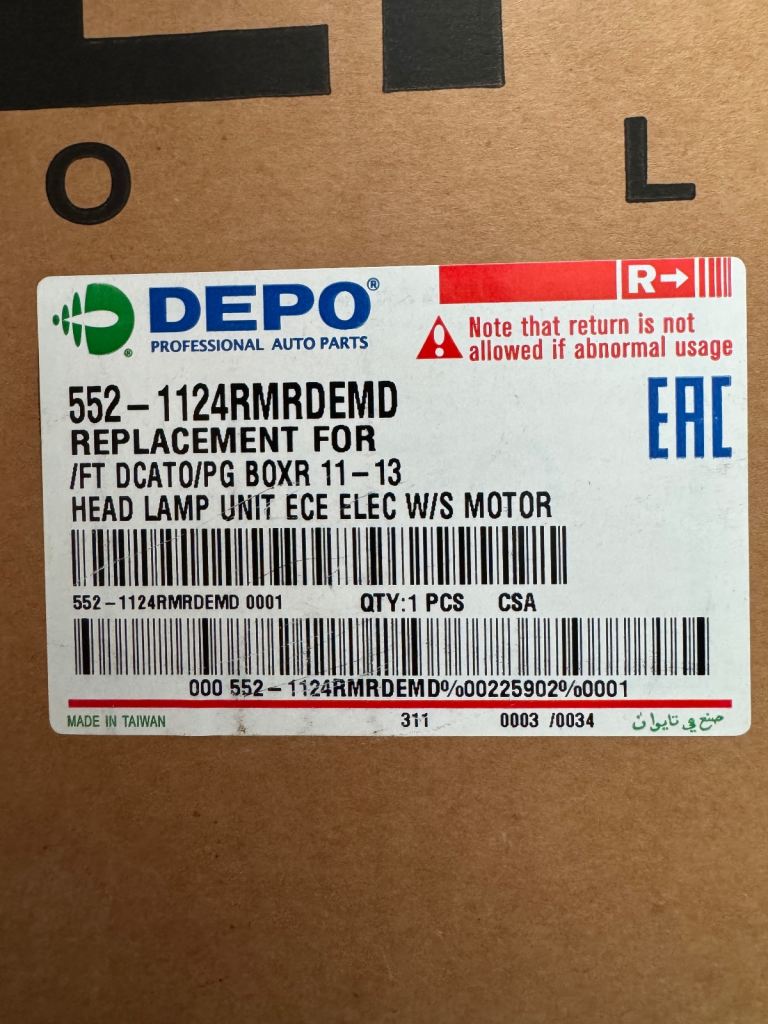 O L
DEPO®
PROFESSIONAL AUTO PARTS
®
R→
Note that return is not
allowed if abnormal usage
552-1124RMRDEMD
REPLACEMENT FOR
/FT DCATO/PG BOXR 11-13
HEAD LAMP UNIT ECE ELEC W/S MOTOR
EAC
552-1124RMRDEMD 0001 QTY:1 PCS CSA
000 552-1124RMRDEMD%00225902%0001
MADE IN TAIWAN 311 0003 /0034 صنع في تايوان